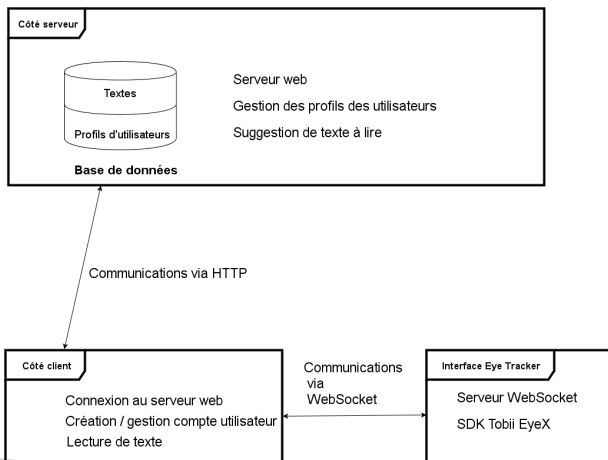 Côté serveur
Textes
Profils d'utilisateurs
Base de données
Serveur web
Gestion des profils des utilisateurs
Suggestion de texte à lire
Communications via HTTP
Côté client
Connexion au serveur web
Création / gestion compte utilisateur
Lecture de texte
Communications
via
WebSocket
Interface Eye Tracker
Serveur WebSocket
SDK Tobii EyeX